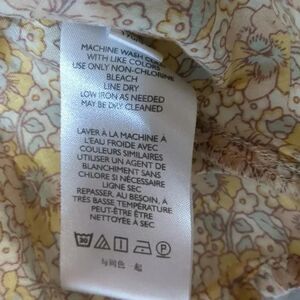 MACHINE WASH COLD
WITH LIKE COLORS
USE ONLY NON-CHLORINE
BLEACH
LINE DRY
LOW IRON AS NEEDED
MAY BE DRY CLEANED
LAVER À LA MACHINE À
L'EAU FROIDE AVEC
COULEURS SIMILAIRES
UTILISER UN AGENT DE
BLANCHIMENT SANS
CHLORE SI NÉCESSAIRE
LIGNE SEC
REPASSER, AU BESOIN, À
TRÈS BASSE TEMPÉRATURE
PEUT-ÊTRE ÊTRE
NETTOYÉE À SEC
30
P